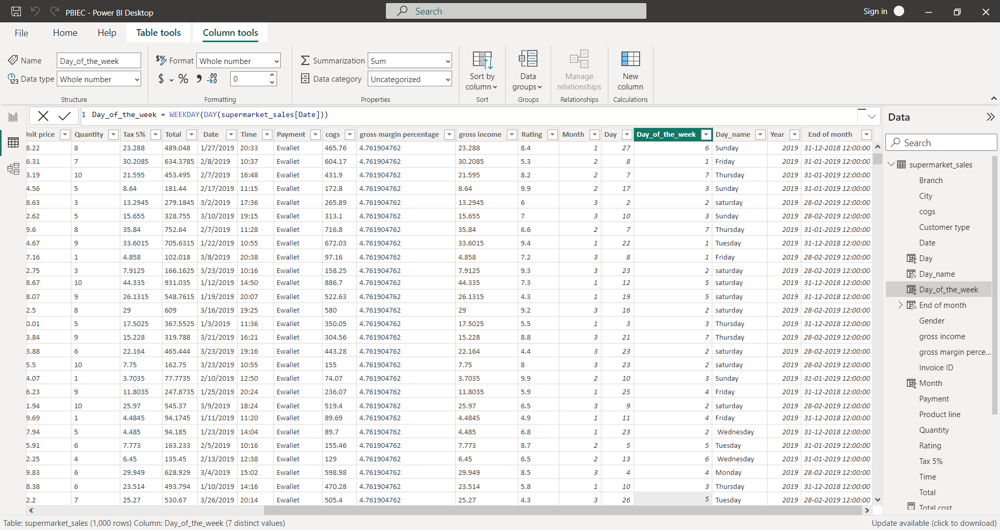 PBIEC - Power BI Desktop
Search
Sign in
File Home Help Table tools Column tools
Name Day_of_the_week
Data type Whole number
Structure
Format Whole number
$ % 0
Formatting
Summarization Sum
Data category Uncategorized
Properties
Sort by column
Sort
Data groups
Groups
Manage relationships
Relationships
New column
Calculations
1 Day_of_the_week = WEEKDAY(DAY(supermarket_sales[Date]))
Jnit price Quantity Tax 5% Total Date Time Payment cogs gross margin percentage gross income Rating Month Day Day_of_the_week Day_name Year End of month
8.22 8 23.288 489.048 1/27/2019 20:33 Ewallet 465.76 4.761904762 23.288 8.4 1 27 6 Sunday 2019 31-12-2018 12:00:00
6.31 7 30.2085 634.3785 2/8/2019 10:37 Ewallet 604.17 4.761904762 30.2085 5.3 2 8 1 Friday 2019 31-01-2019 12:00:00
3.19 10 21.595 453.495 2/7/2019 16:48 Ewallet 431.9 4.761904762 21.595 8.2 2 7 7 Thursday 2019 31-01-2019 12:00:00
4.56 5 8.64 181.44 2/17/2019 11:15 Ewallet 172.8 4.761904762 8.64 9.9 2 17 3 Sunday 2019 31-01-2019 12:00:00
8.63 3 13.2945 279.1845 3/2/2019 17:36 Ewallet 265.89 4.761904762 13.2945 6 3 2 2 saturday 2019 28-02-2019 12:00:00
2.62 5 15.655 328.755 3/10/2019 19:15 Ewallet 313.1 4.761904762 15.655 7 3 10 3 Sunday 2019 28-02-2019 12:00:00
9.6 8 35.84 752.64 2/7/2019 11:28 Ewallet 716.8 4.761904762 35.84 6.6 2 7 7 Thursday 2019 31-01-2019 12:00:00
4.67 9 33.6015 705.6315 1/22/2019 10:55 Ewallet 672.03 4.761904762 33.6015 9.4 1 22 1 Tuesday 2019 31-12-2018 12:00:00
7.16 1 4.858 102.018 3/8/2019 20:38 Ewallet 97.16 4.761904762 4.858 7.2 3 8 1 Friday 2019 28-02-2019 12:00:00
2.75 3 7.9125 166.1625 3/23/2019 10:16 Ewallet 158.25 4.761904762 7.9125 9.3 3 23 2 saturday 2019 28-02-2019 12:00:00
8.67 10 44.335 931.035 1/12/2019 14:50 Ewallet 886.7 4.761904762 44.335 7.3 1 12 5 saturday 2019 31-12-2018 12:00:00
8.07 9 26.1315 548.7615 1/19/2019 20:07 Ewallet 522.63 4.761904762 26.1315 4.3 1 19 5 saturday 2019 31-12-2018 12:00:00
2.5 8 29 609 3/16/2019 19:25 Ewallet 580 4.761904762 29 9.2 3 16 2 saturday 2019 28-02-2019 12:00:00
0.01 5 17.5025 367.5525 1/3/2019 11:36 Ewallet 350.05 4.761904762 17.5025 5.5 1 3 3 Thursday 2019 31-12-2018 12:00:00
3.84 9 15.228 319.788 3/21/2019 16:21 Ewallet 304.56 4.761904762 15.228 8.8 3 21 7 Thursday 2019 28-02-2019 12:00:00
3.88 6 22.164 465.444 3/23/2019 19:16 Ewallet 443.28 4.761904762 22.164 4.4 3 23 2 saturday 2019 28-02-2019 12:00:00
5.5 10 7.75 162.75 3/23/2019 10:55 Ewallet 155 4.761904762 7.75 8 3 23 2 saturday 2019 28-02-2019 12:00:00
4.07 1 3.7035 77.7735 2/10/2019 12:50 Ewallet 74.07 4.761904762 3.7035 9.9 2 10 3 Sunday 2019 31-01-2019 12:00:00
6.23 9 11.8035 247.8735 1/25/2019 20:24 Ewallet 236.07 4.761904762 11.8035 5.9 1 25 4 Friday 2019 31-12-2018 12:00:00
1.94 10 25.97 545.37 3/9/2019 18:24 Ewallet 519.4 4.761904762 25.97 6.5 3 9 2 saturday 2019 28-02-2019 12:00:00
9.69 1 4.4845 94.1745 1/11/2019 11:20 Ewallet 89.69 4.761904762 4.4845 4.9 1 11 4 Friday 2019 31-12-2018 12:00:00
7.94 5 4.485 94.185 1/23/2019 14:04 Ewallet 89.7 4.761904762 4.485 6.8 1 23 2 Wednesday 2019 31-12-2018 12:00:00
5.91 6 7.773 163.233 2/5/2019 10:16 Ewallet 155.46 4.761904762 7.773 8.7 2 5 5 Tuesday 2019 31-01-2019 12:00:00
2.25 4 6.45 135.45 2/13/2019 12:38 Ewallet 129 4.761904762 6.45 6.5 2 13 6 Wednesday 2019 31-01-2019 12:00:00
9.83 6 29.949 628.929 3/4/2019 15:02 Ewallet 598.98 4.761904762 29.949 8.5 3 4 4 Monday 2019 28-02-2019 12:00:00
8.38 6 23.514 493.794 1/10/2019 14:16 Ewallet 470.28 4.761904762 23.514 5.8 1 10 3 Thursday 2019 31-12-2018 12:00:00
2.2 7 25.27 530.67 3/26/2019 20:14 Ewallet 505.4 4.761904762 25.27 4.3 3 26 5 Tuesday 2019 28-02-2019 12:00:00
Data
Search
supermarket_sales
Branch
City
cogs
Customer type
Date
Day
Day_name
Day_of_the_week
End of month
Gender
gross income
gross margin perce...
Invoice ID
Month
Payment
Product line
Quantity
Rating
Tax 5%
Time
Total
Total cost
Table: supermarket_sales (1,000 rows) Column: Day_of_the_week (7 distinct values)
Update available (click to download)